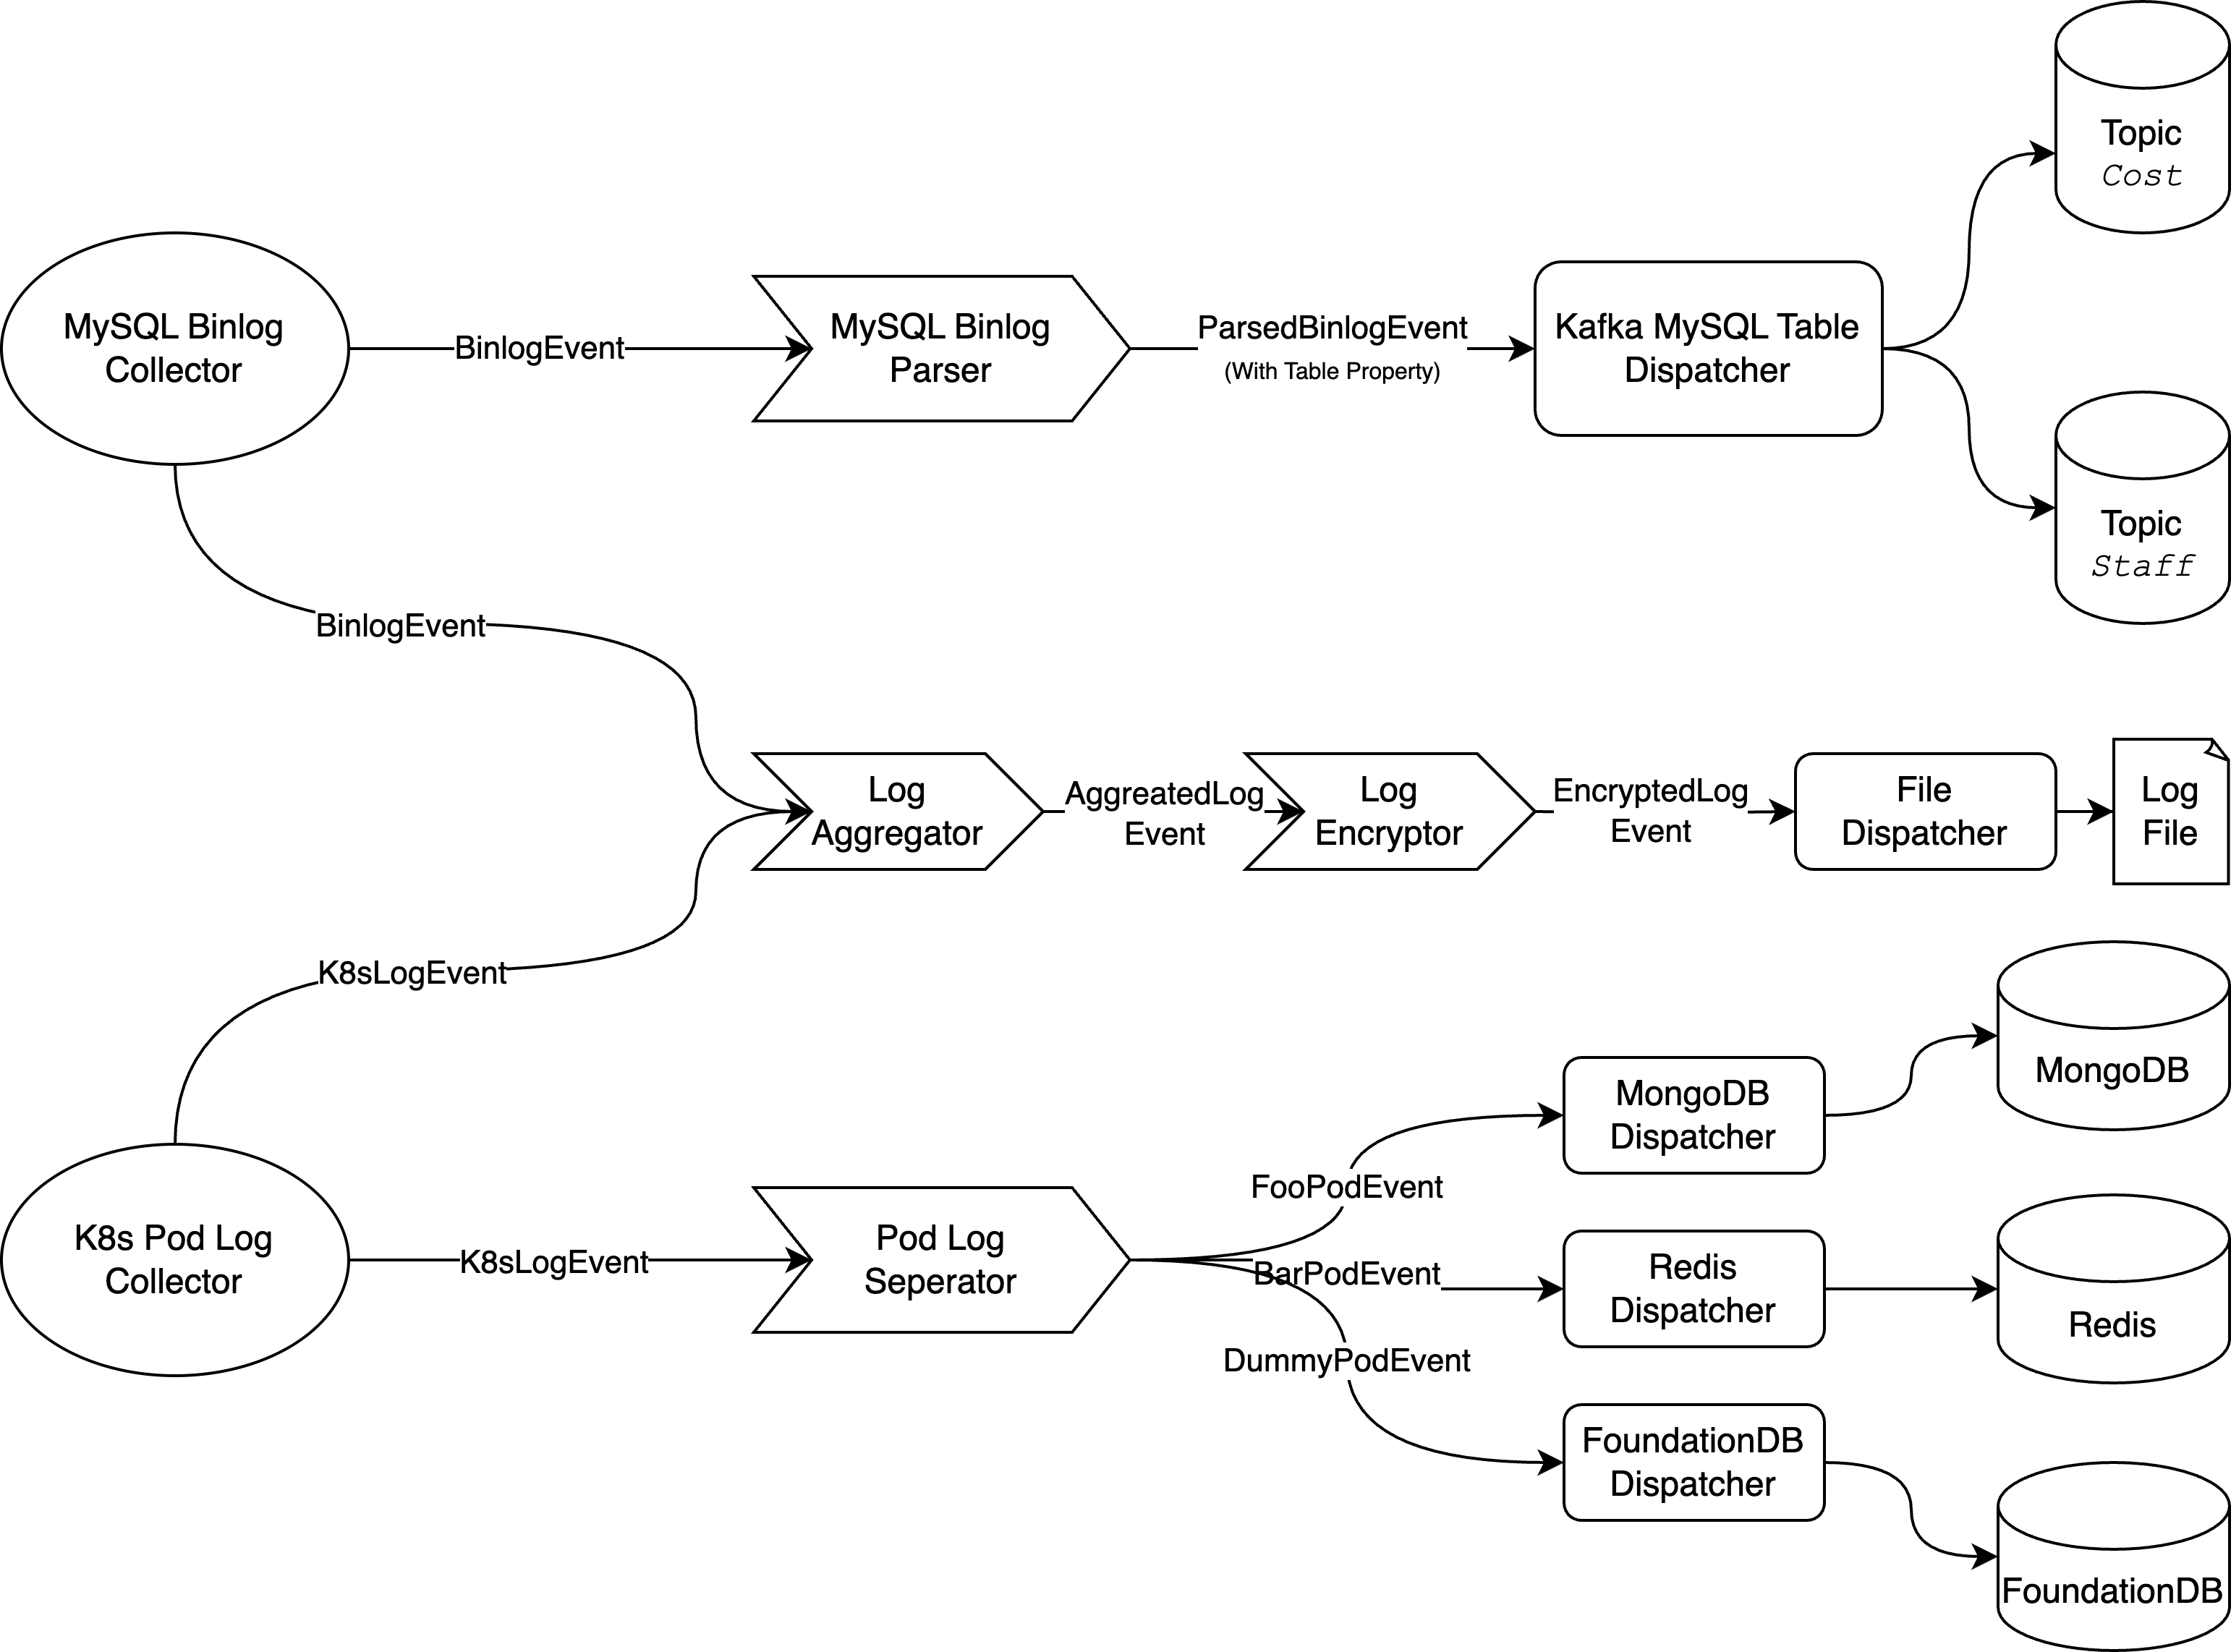 Topic
Cost
MySQL Binlog
Collector
BinlogEvent
MySQL Binlog
Parser
ParsedBinlogEvent
(With Table Property)
Kafka MySQL Table
Dispatcher
Topic
Staff
BinlogEvent
Log
Aggregator
AggreatedLog
Event
Log
Encryptor
EncryptedLog
Event
File
Dispatcher
Log
File
K8sLogEvent
MongoDB
Dispatcher
MongoDB
K8s Pod Log
Collector
K8sLogEvent
Pod Log
Seperator
FooPodEvent
BarPodEvent
DummyPodEvent
Redis
Dispatcher
Redis
FoundationDB
Dispatcher
FoundationDB